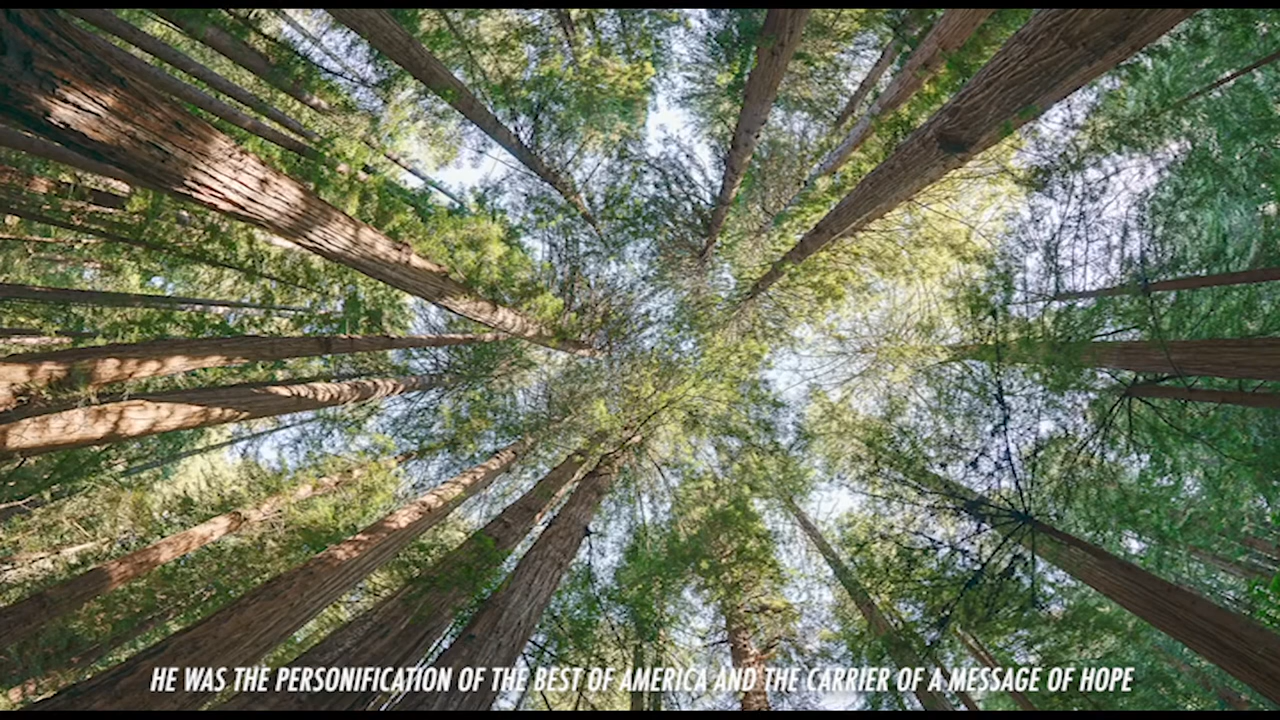 HE WAS THE PERSONIFICATION OF THE BEST OF AMERICA AND THE CARRIER OF A MESSAGE OF HOPE